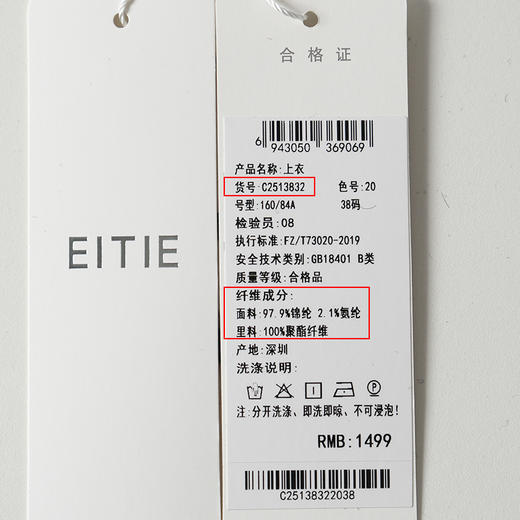 EITIE
合格证
6 943050 369069
产品名称:上衣
货号:C2513832 色号:20
号型:160/84A 38码
检验员:08
执行标准:FZ/T73020-2019
安全技术类别:GB18401 B类
质量等级:合格品
纤维成分:
面料:97.9%锦纶 2.1%氨纶
里料:100%聚酯纤维
产地:深圳
洗涤说明:
注:分开洗涤、即洗即晾、不可浸泡!
RMB:1499
C25138322038